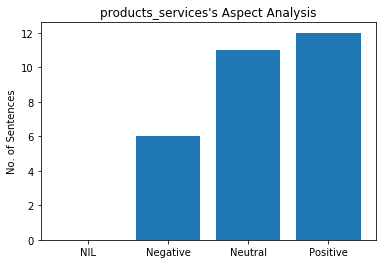 products_services's Aspect Analysis
No. of Sentences
12
10
8
6
4
2
0
NIL Negative Neutral Positive